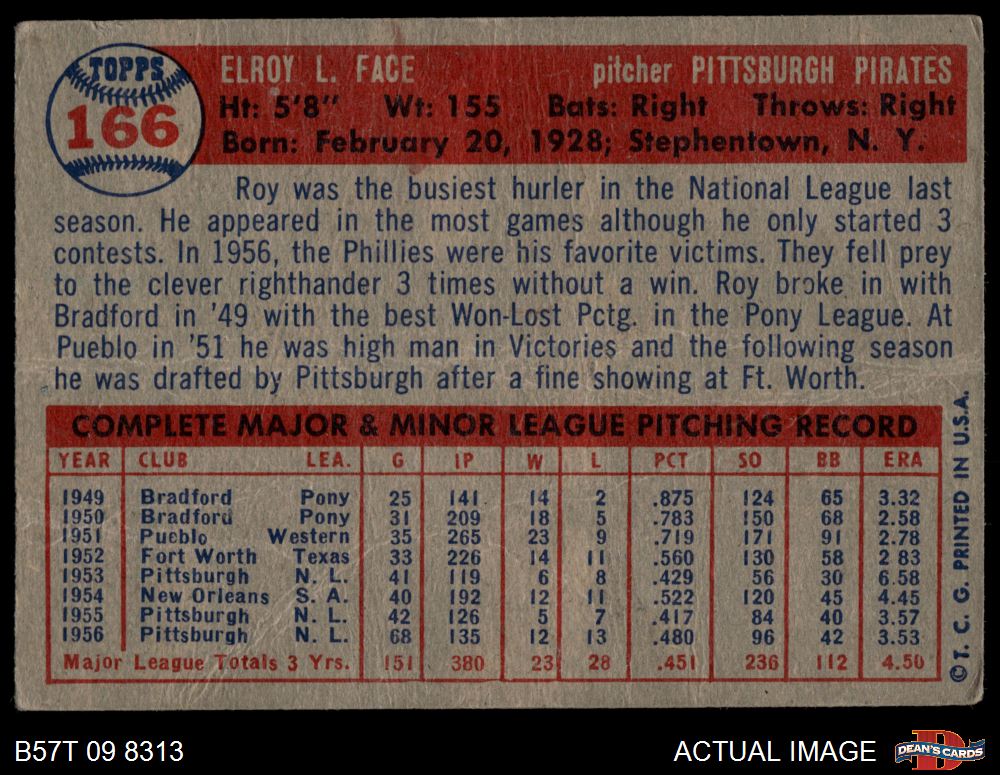 TOPPS
166
ELROY L. FACE pitcher PITTSBURGH PIRATES
Ht: 5'8" Wt: 155 Bats: Right Throws: Right
Born: February 20, 1928; Stephentown, N. Y.
Roy was the busiest hurler in the National League last
season. He appeared in the most games although he only started 3
contests. In 1956, the Phillies were his favorite victims. They fell prey
to the clever righthander 3 times without a win. Roy broke in with
Bradford in '49 with the best Won-Lost Pctg. in the Pony League. At
Pueblo in '51 he was high man in Victories and the following season
he was drafted by Pittsburgh after a fine showing at Ft. Worth.
COMPLETE MAJOR & MINOR LEAGUE PITCHING RECORD
YEAR CLUB LEA. G IP W L PCT SO BB ERA
1949 Bradford Pony 25 141 14 2 .875 124 65 3.32
1950 Bradford Pony 31 209 18 5 .783 150 68 2.58
1951 Pueblo Western 35 265 23 9 .719 171 91 2.78
1952 Fort Worth Texas 33 226 14 11 .560 130 58 2 83
1953 Pittsburgh N. L. 41 119 6 8 .429 56 30 6.58
1954 New Orleans S. A. 40 192 12 11 .522 120 45 4.45
1955 Pittsburgh N. L. 42 126 5 7 .417 84 40 3.57
1956 Pittsburgh N. L. 68 135 12 13 .480 96 42 3.53
Major League Totals 3 Yrs. 151 380 23 28 .451 236 112 4.50
© T. C. G. PRINTED IN U.S.A.
B57T 09 8313 ACTUAL IMAGE
DEAN'S CARDS